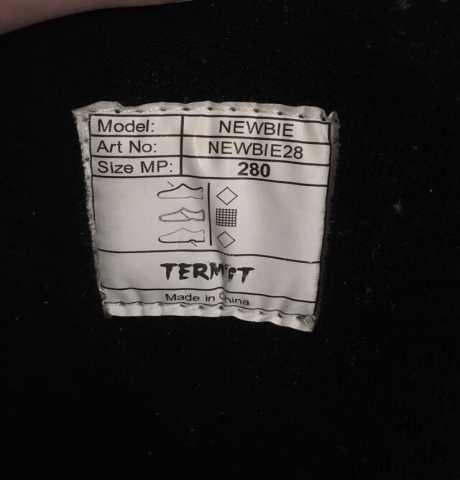 Model: NEWBIE
Art No: NEWBIE28
Size MP: 280
TERMIT
Made in China